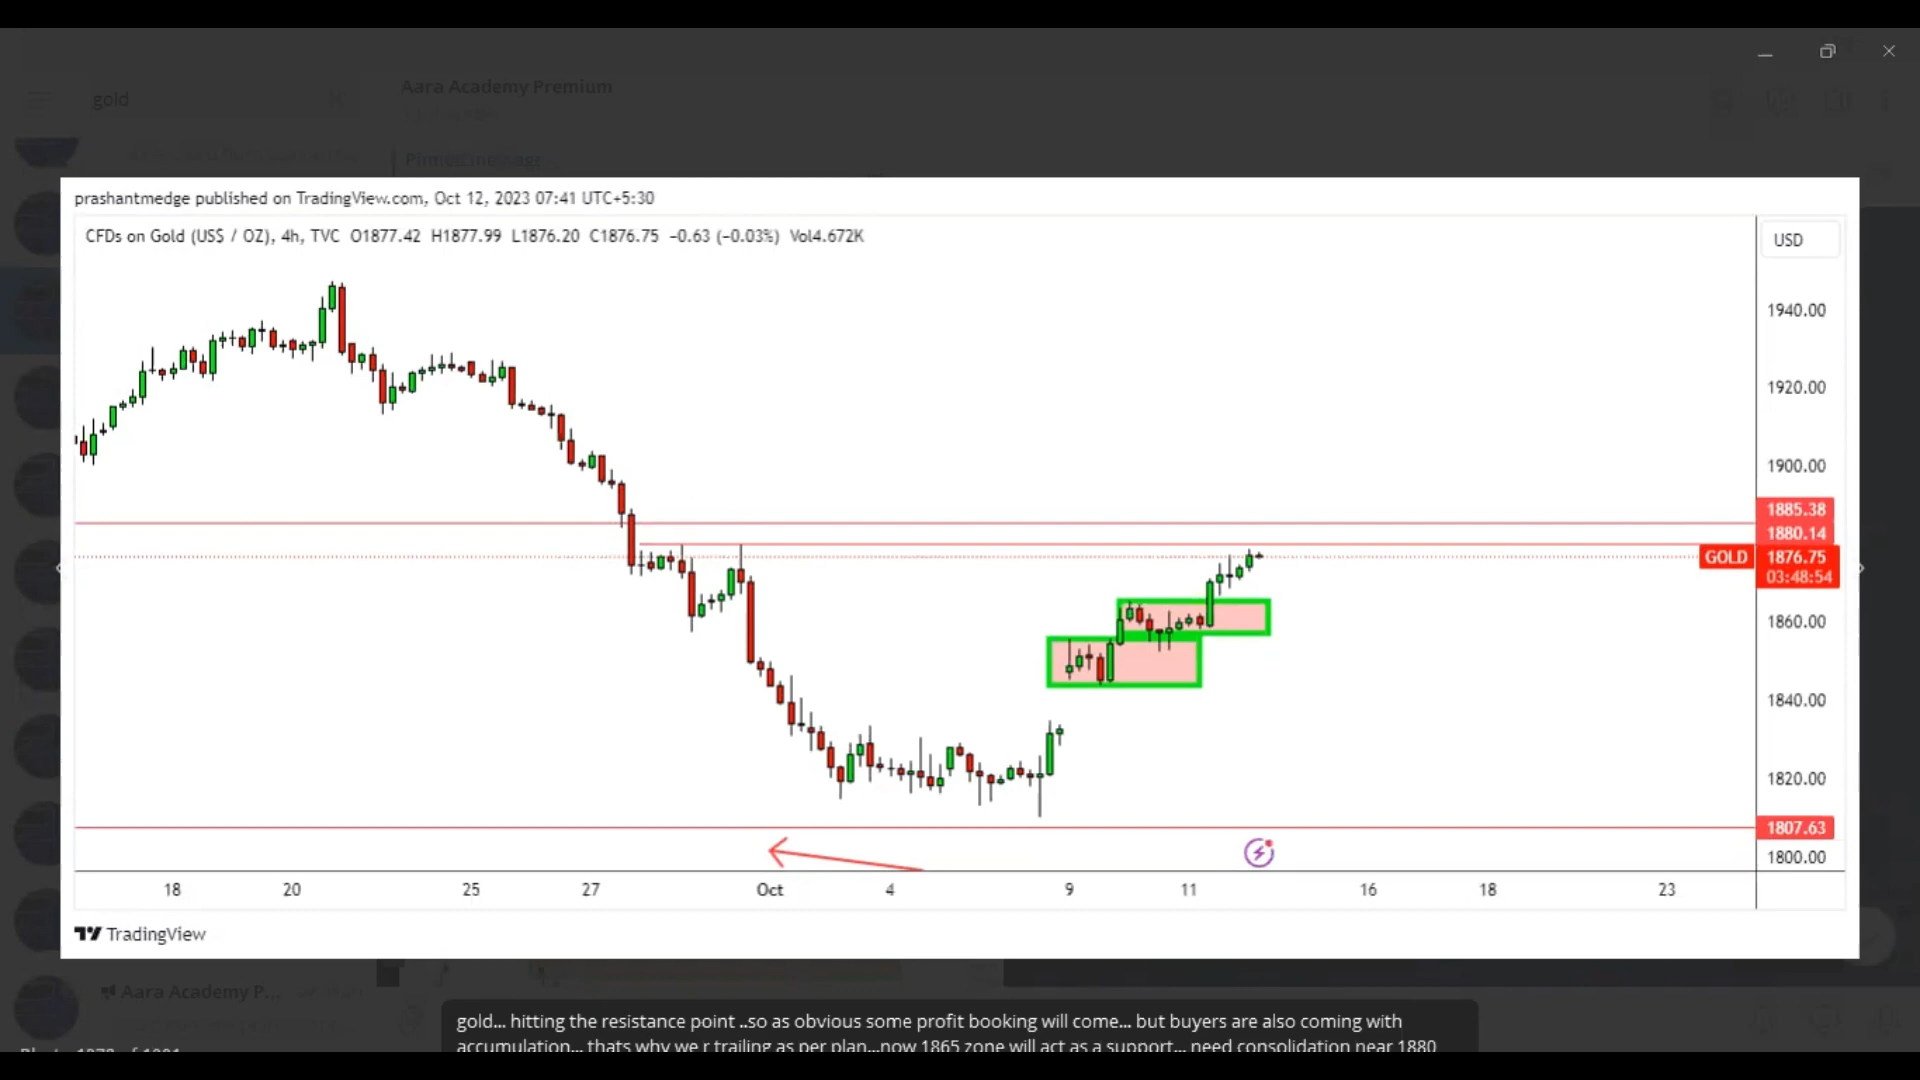 gold
Aara Academy Premium
prashantmedge published on TradingView.com, Oct 12, 2023 07:41 UTC+5:30
CFDs on Gold (US$ / OZ), 4h, TVC O1877.42 H1877.99 L1876.20 C1876.75 −0.63 (−0.03%) Vol4.672K
USD
1940.00
1920.00
1900.00
1885.38
1880.14
GOLD 1876.75
03:48:54
1860.00
1840.00
1820.00
1807.63
1800.00
18 20 25 27 Oct 4 9 11 16 18 23
TradingView
Aara Academy P...
gold... hitting the resistance point ..so as obvious some profit booking will come... but buyers are also coming with
accumulation... thats why we r trailing as per plan...now 1865 zone will act as a support... need consolidation near 1880